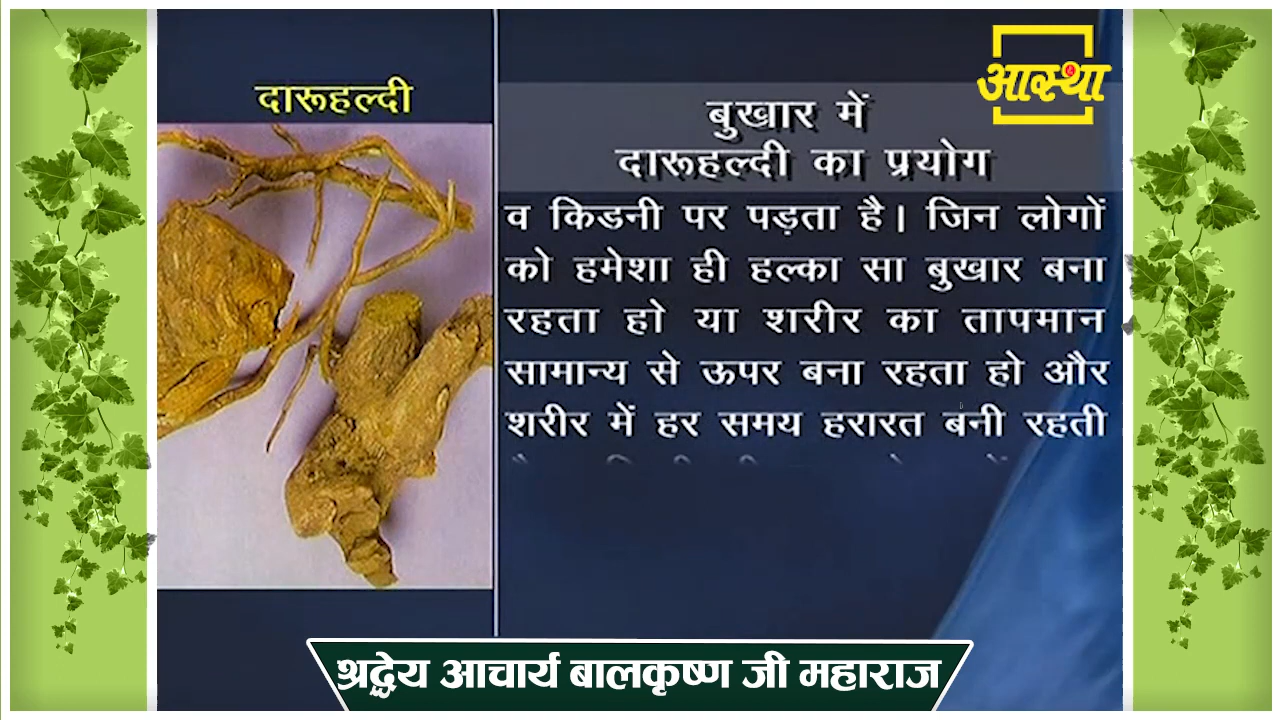 दारूहल्दी
आस्था
बुखार में
दारूहल्दी का प्रयोग
व किडनी पर पड़ता है। जिन लोगों
को हमेशा ही हल्का सा बुखार बना
रहता हो या शरीर का तापमान
सामान्य से ऊपर बना रहता हो और
शरीर में हर समय हरारत बनी रहती
श्रद्धेय आचार्य बालकृष्ण जी महाराज